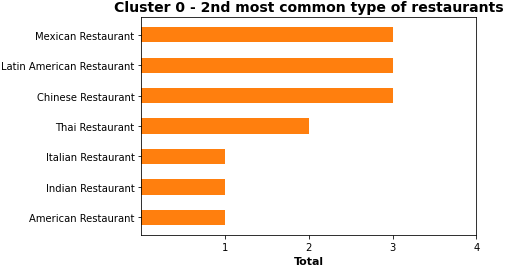 Cluster 0 - 2nd most common type of restaurants
Mexican Restaurant
Latin American Restaurant
Chinese Restaurant
Thai Restaurant
Italian Restaurant
Indian Restaurant
American Restaurant
1 2 3 4
Total